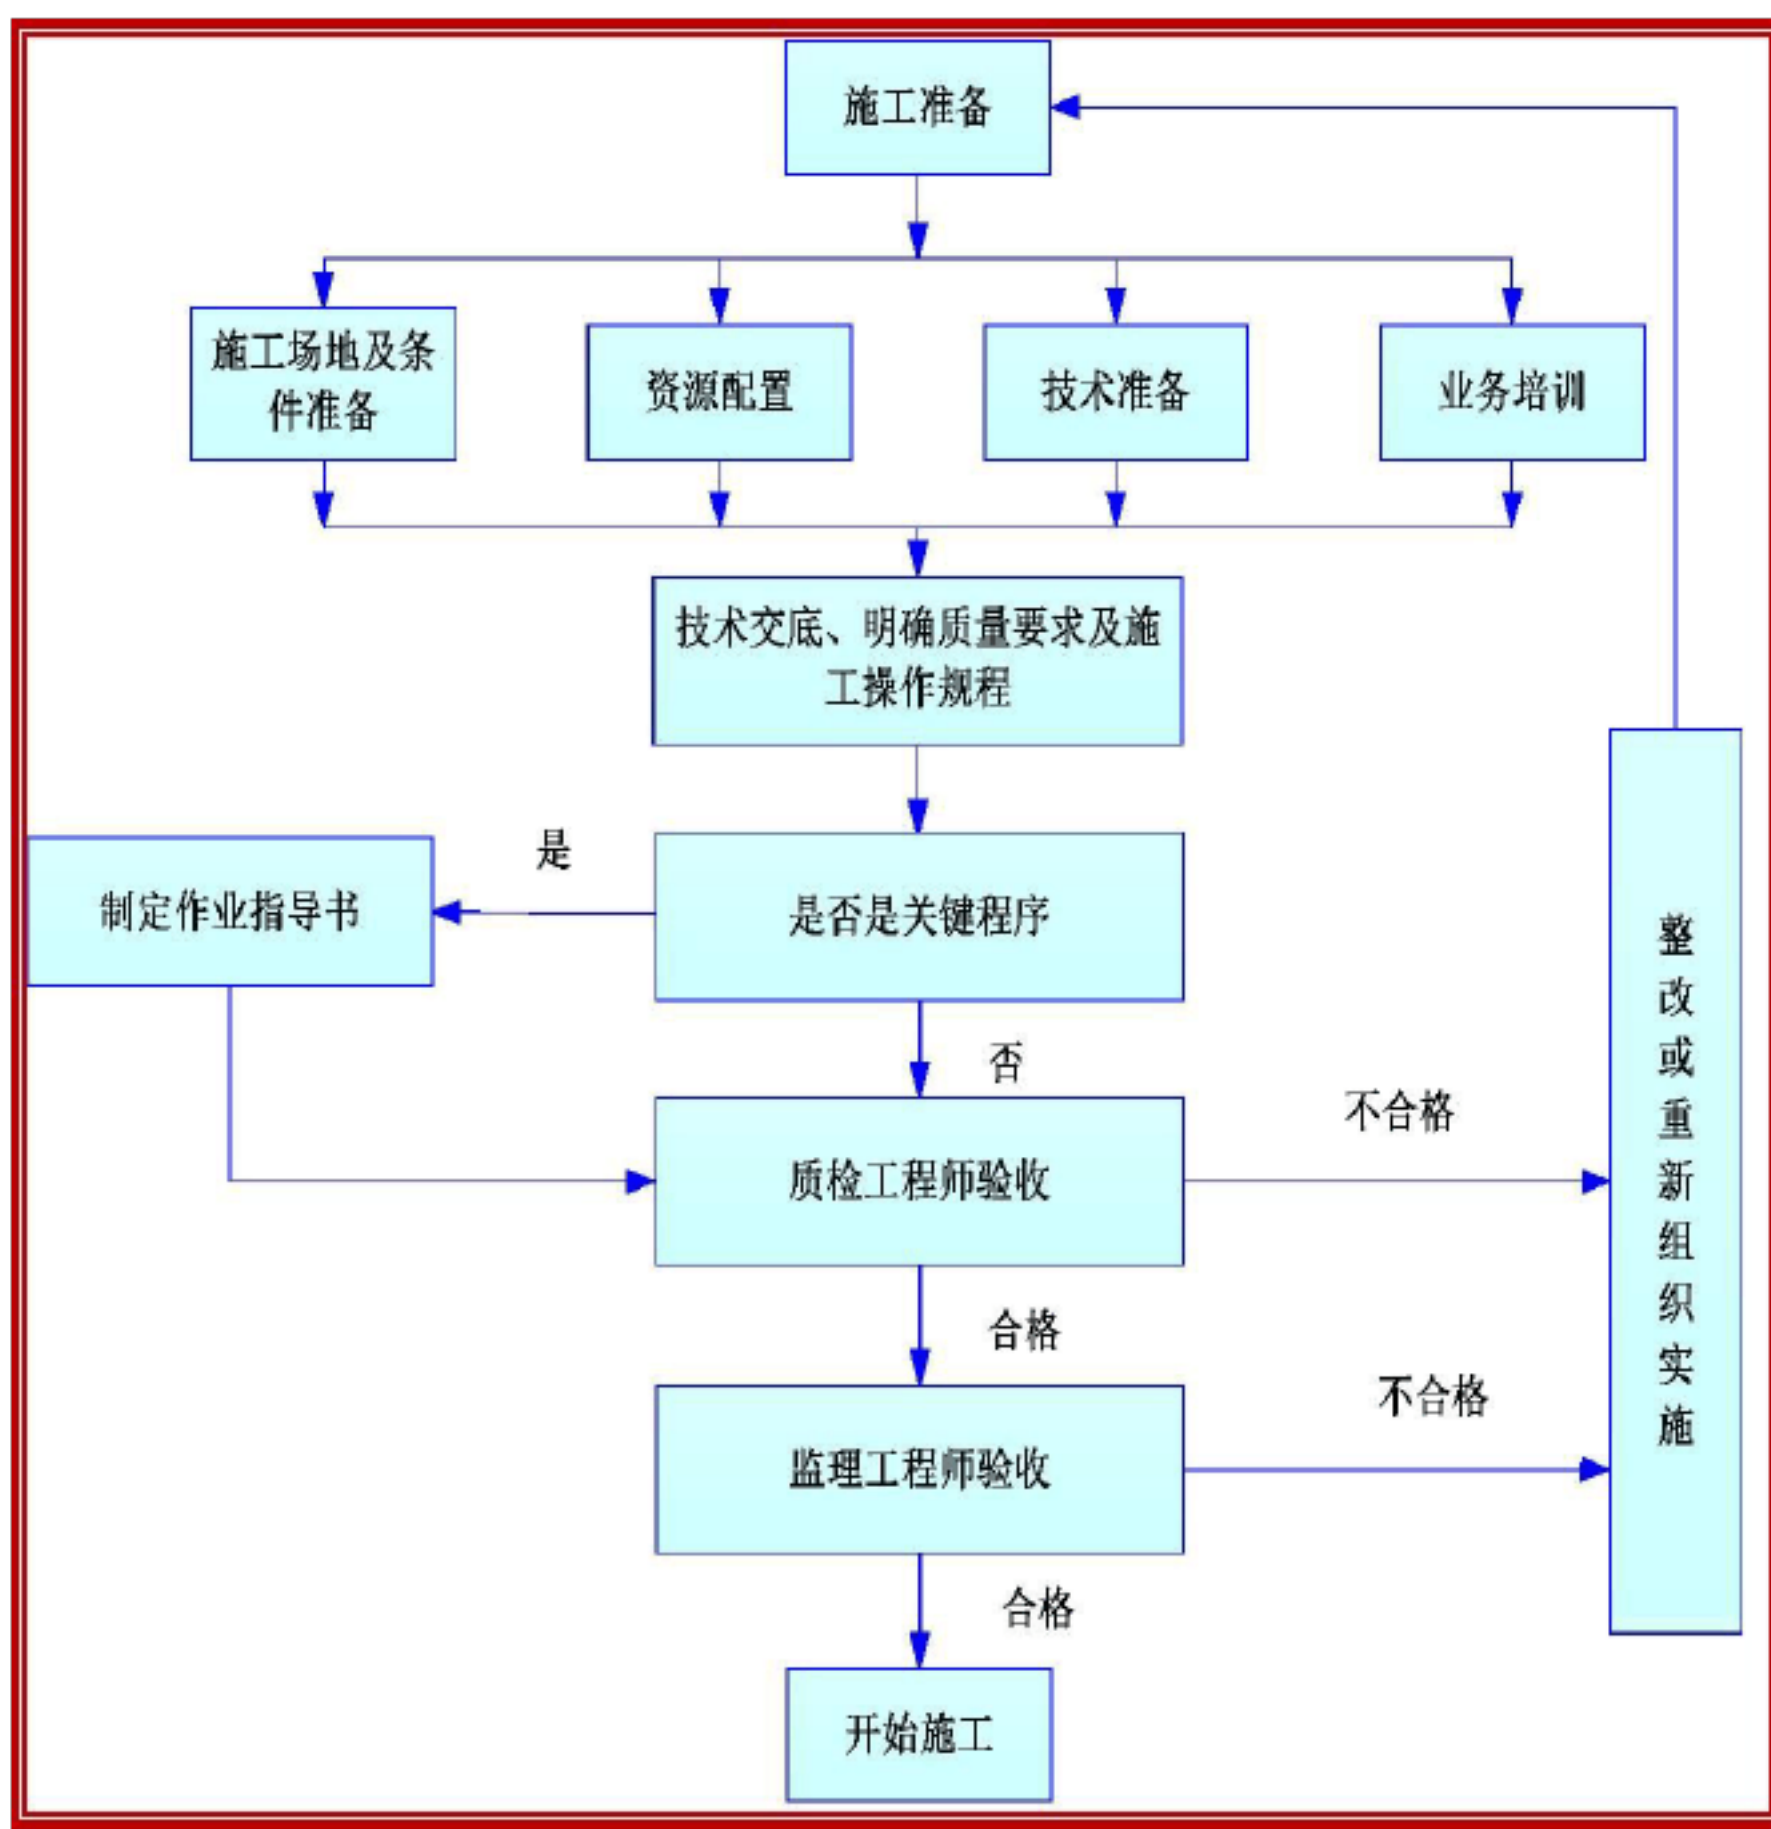 施工准备
施工场地及条
件准备
资源配置
技术准备
业务培训
技术交底、明确质量要求及施
工操作规程
是
制定作业指导书
是否是关键程序
否
不合格
质检工程师验收
合格
不合格
监理工程师验收
合格
开始施工
整
改
或
重
新
组
织
实
施